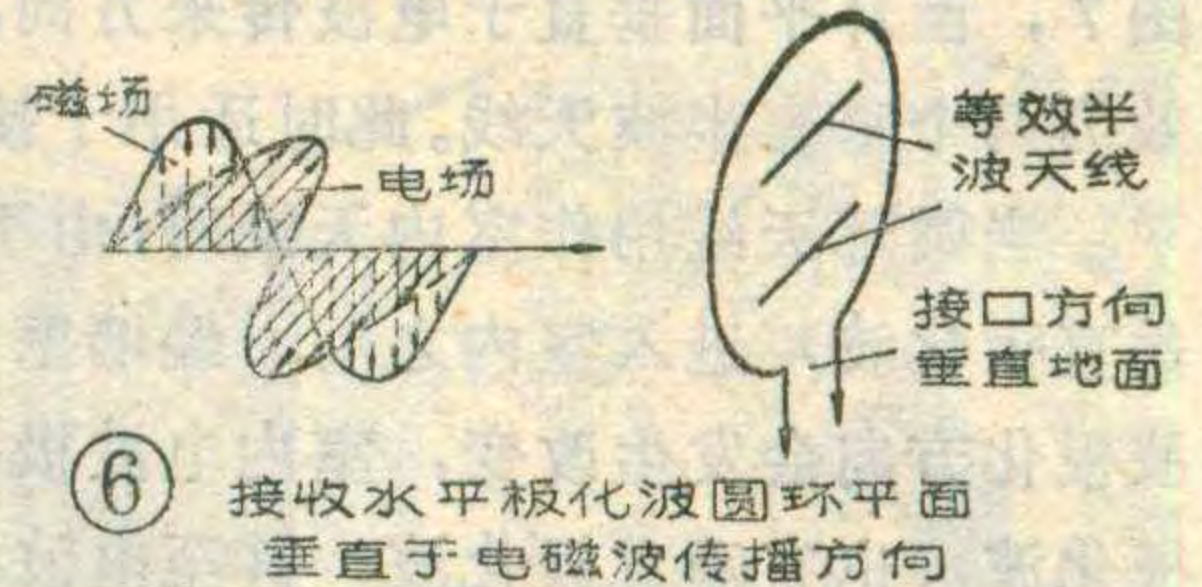 磁场
电场
等效半
波天线
接口方向
垂直地面
⑥ 接收水平板化波圆环平面
垂直于电磁波传播方向